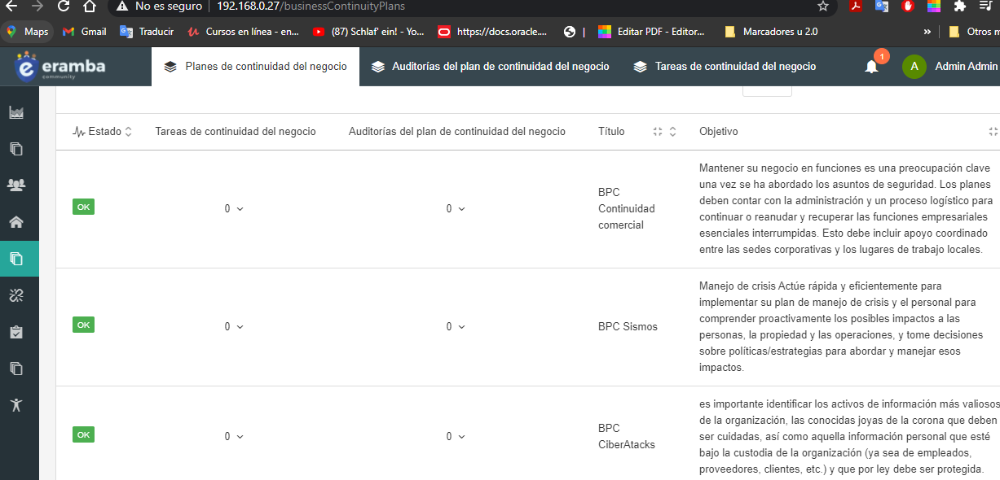 No es seguro 192.168.0.27/businessContinuityPlans
Maps Gmail Traducir Cursos en línea - en... (87) Schlaf' ein! - Yo... https://docs.oracle.... | Editar PDF - Editor... Marcadores u 2.0 » Otros m
eramba community Planes de continuidad del negocio Auditorías del plan de continuidad del negocio Tareas de continuidad del negocio 1 A Admin Admin
Estado Tareas de continuidad del negocio Auditorías del plan de continuidad del negocio Título Objetivo
OK 0 0
BPC
Continuidad
comercial
Mantener su negocio en funciones es una preocupación clave
una vez se ha abordado los asuntos de seguridad. Los planes
deben contar con la administración y un proceso logístico para
continuar o reanudar y recuperar las funciones empresariales
esenciales interrumpidas. Esto debe incluir apoyo coordinado
entre las sedes corporativas y los lugares de trabajo locales.
OK 0 0 BPC Sismos
Manejo de crisis Actúe rápida y eficientemente para
implementar su plan de manejo de crisis y el personal para
comprender proactivamente los posibles impactos a las
personas, la propiedad y las operaciones, y tome decisiones
sobre políticas/estrategias para abordar y manejar esos
impactos.
OK 0 0
BPC
CiberAtacks
es importante identificar los activos de información más valiosos
de la organización, las conocidas joyas de la corona que deben
ser cuidadas, así como aquella información personal que esté
bajo la custodia de la organización (ya sea de empleados,
proveedores, clientes, etc.) y que por ley debe ser protegida.